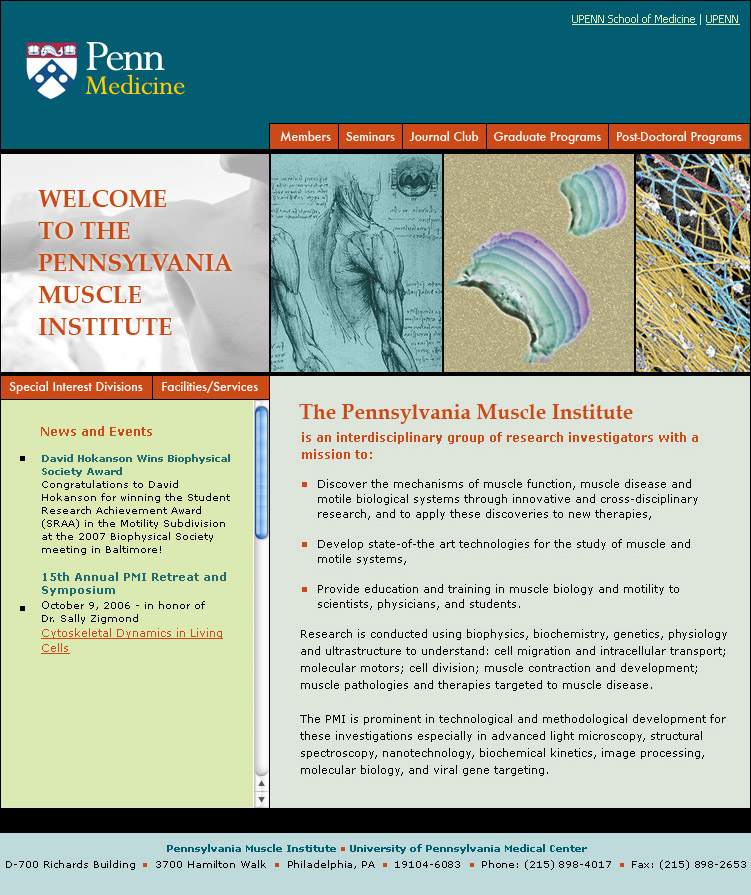 UPENN School of Medicine | UPENN
Penn
Medicine
Members Seminars Journal Club Graduate Programs Post-Doctoral Programs
WELCOME
TO THE
PENNSYLVANIA
MUSCLE
INSTITUTE
Special Interest Divisions Facilities/Services
News and Events
David Hokanson Wins Biophysical
Society Award
Congratulations to David
Hokanson for winning the Student
Research Achievement Award
(SRAA) in the Motility Subdivision
at the 2007 Biophysical Society
meeting in Baltimore!
15th Annual PMI Retreat and
Symposium
October 9, 2006 - in honor of
Dr. Sally Zigmond
Cytoskeletal Dynamics in Living
Cells
The Pennsylvania Muscle Institute
is an interdisciplinary group of research investigators with a
mission to:
Discover the mechanisms of muscle function, muscle disease and
motile biological systems through innovative and cross-disciplinary
research, and to apply these discoveries to new therapies,
Develop state-of-the art technologies for the study of muscle and
motile systems,
Provide education and training in muscle biology and motility to
scientists, physicians, and students.
Research is conducted using biophysics, biochemistry, genetics, physiology
and ultrastructure to understand: cell migration and intracellular transport;
molecular motors; cell division; muscle contraction and development;
muscle pathologies and therapies targeted to muscle disease.
The PMI is prominent in technological and methodological development for
these investigations especially in advanced light microscopy, structural
spectroscopy, nanotechnology, biochemical kinetics, image processing,
molecular biology, and viral gene targeting.
Pennsylvania Muscle Institute ▪ University of Pennsylvania Medical Center
D-700 Richards Building ▪ 3700 Hamilton Walk ▪ Philadelphia, PA ▪ 19104-6083 ▪ Phone: (215) 898-4017 ▪ Fax: (215) 898-2653